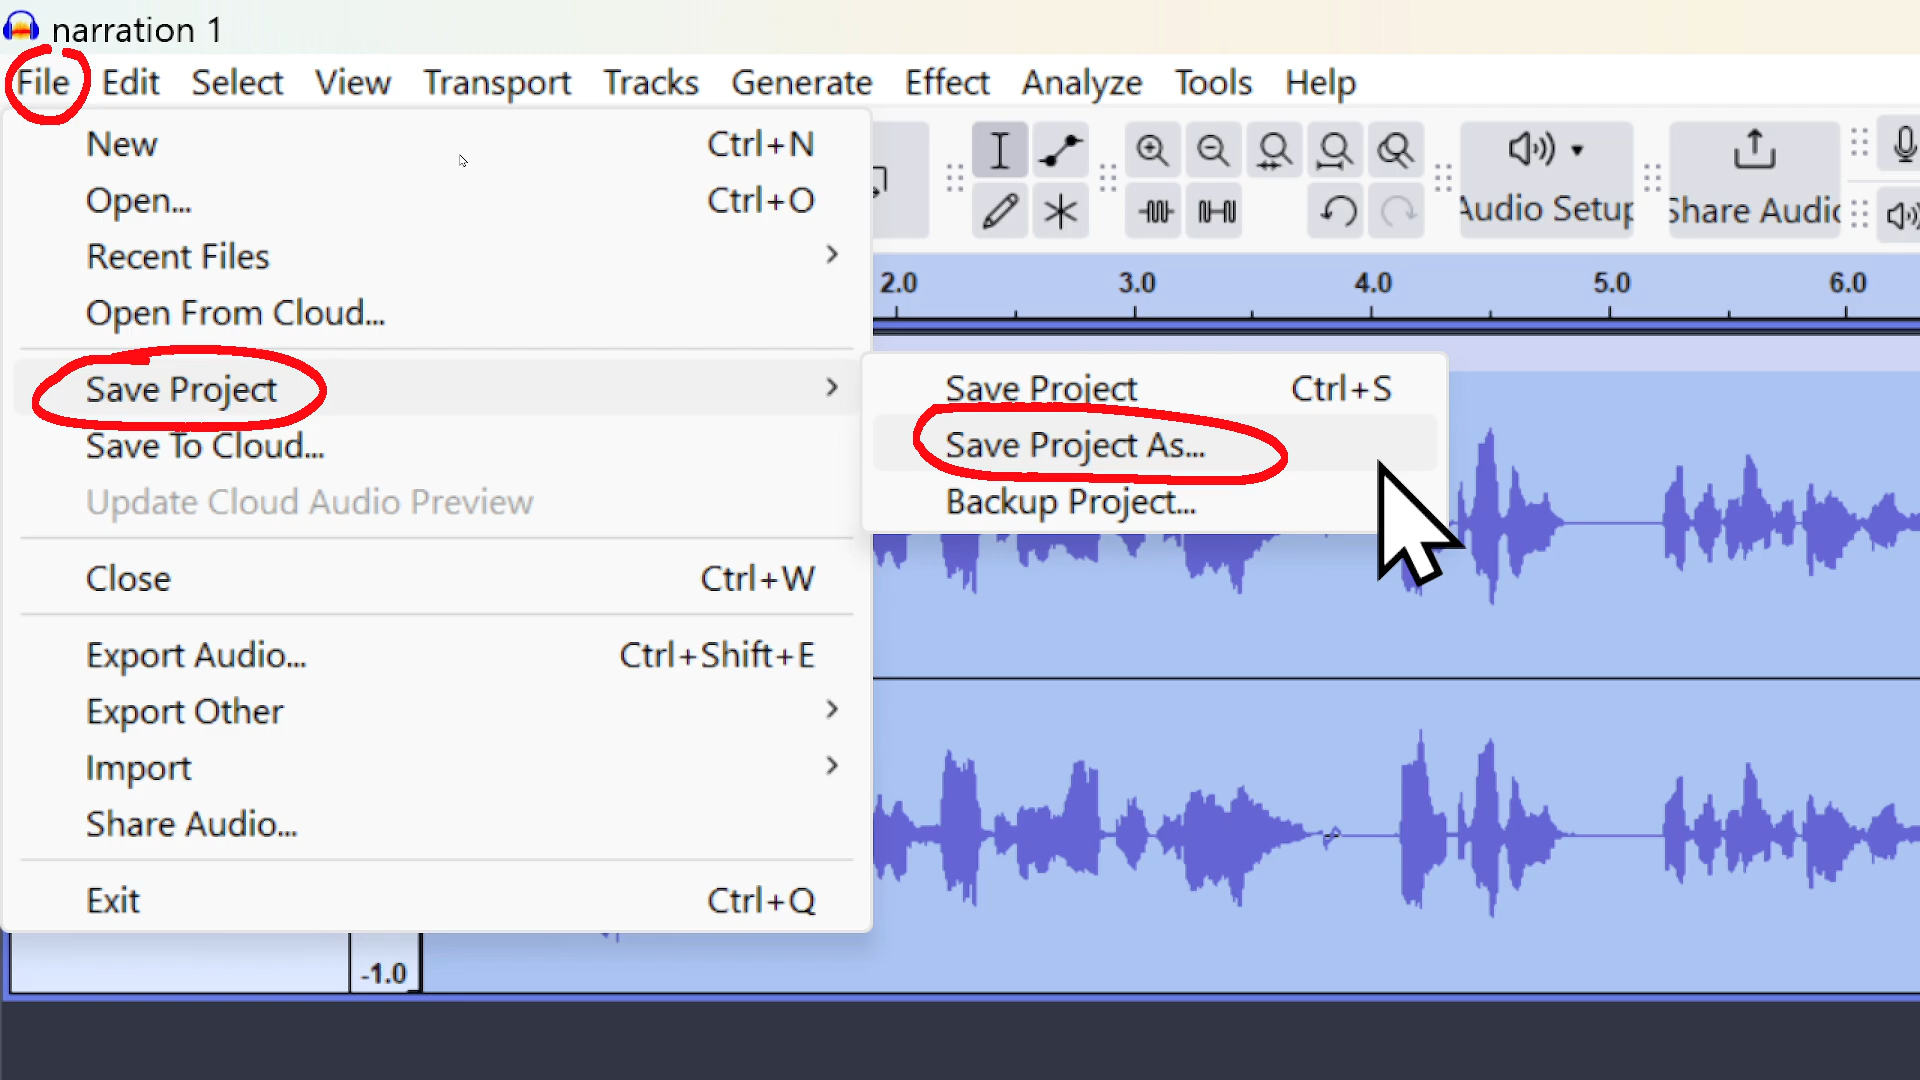 narration 1
File Edit Select View Transport Tracks Generate Effect Analyze Tools Help
New Ctrl+N
Open... Ctrl+O
Recent Files
Open From Cloud...
Save Project
Save To Cloud...
Update Cloud Audio Preview
Close Ctrl+W
Export Audio... Ctrl+Shift+E
Export Other
Import
Share Audio...
Exit Ctrl+Q
Save Project Ctrl+S
Save Project As...
Backup Project...
Audio Setup
Share Audio
2.0 3.0 4.0 5.0 6.0
-1.0